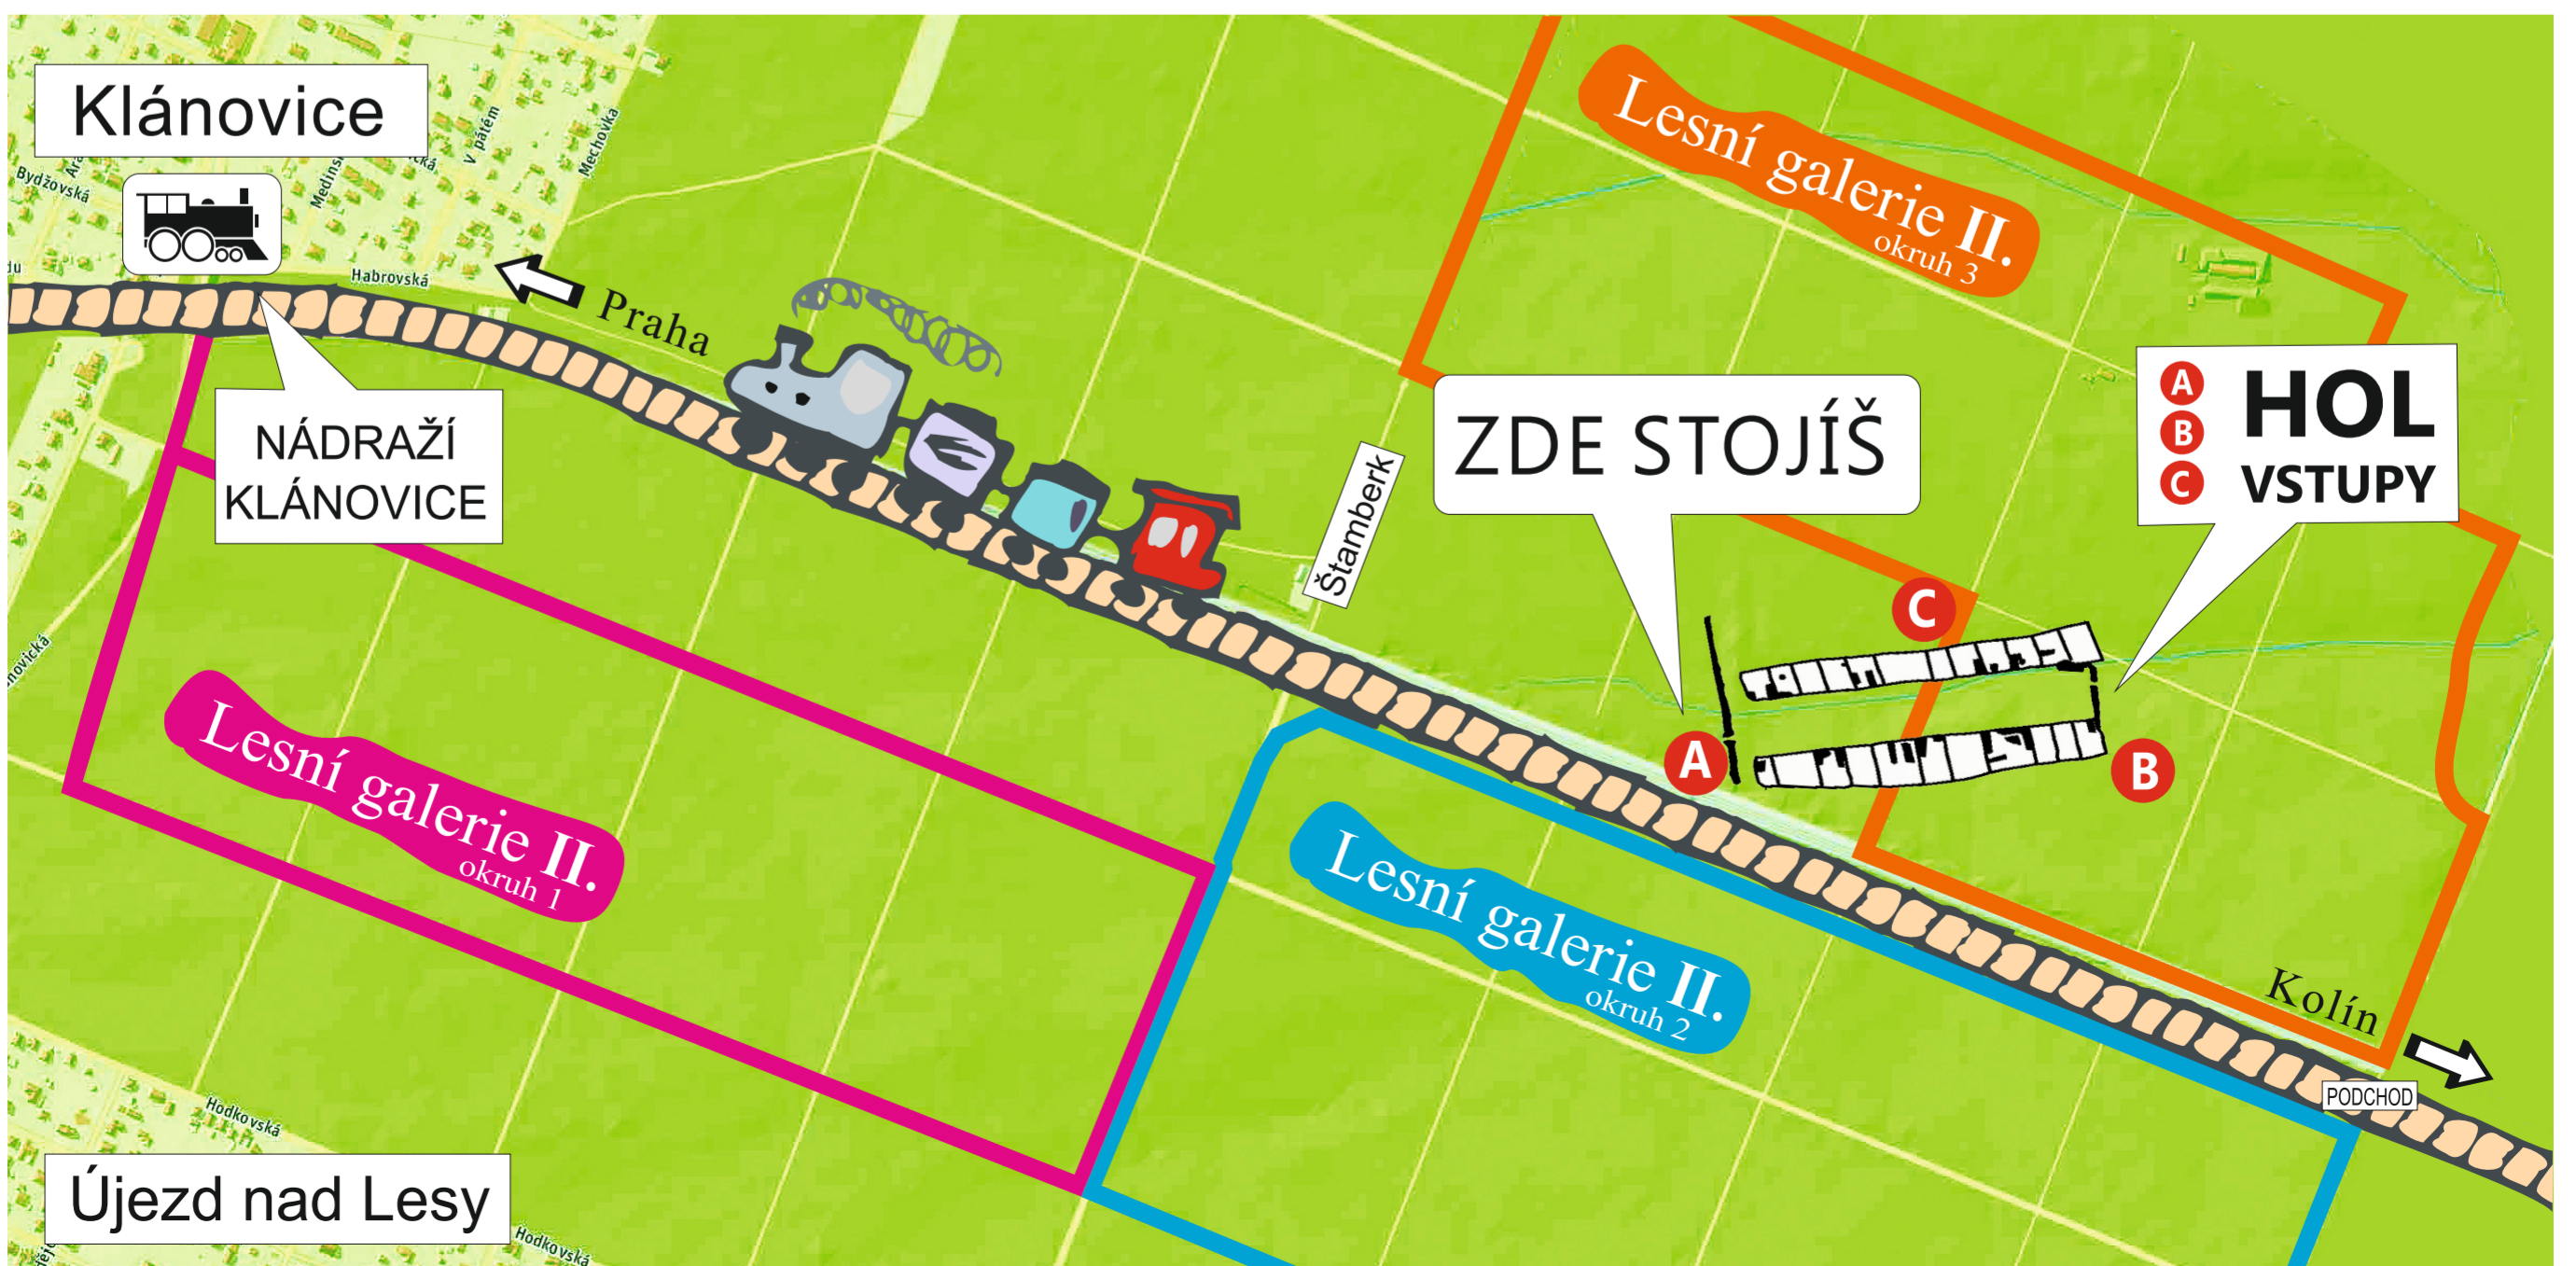 Klánovice
Bydžovská
V pátém
Mechovka
Habrovská
Praha
NÁDRAŽÍ
KLÁNOVICE
Lesní galerie II.
okruh 3
ZDE STOJÍŠ
A
B
C
HOL
VSTUPY
Štamberk
C
A
B
Lesní galerie II.
okruh 1
Lesní galerie II.
okruh 2
Kolín
PODCHOD
Hodkovská
Újezd nad Lesy
Hodkovská